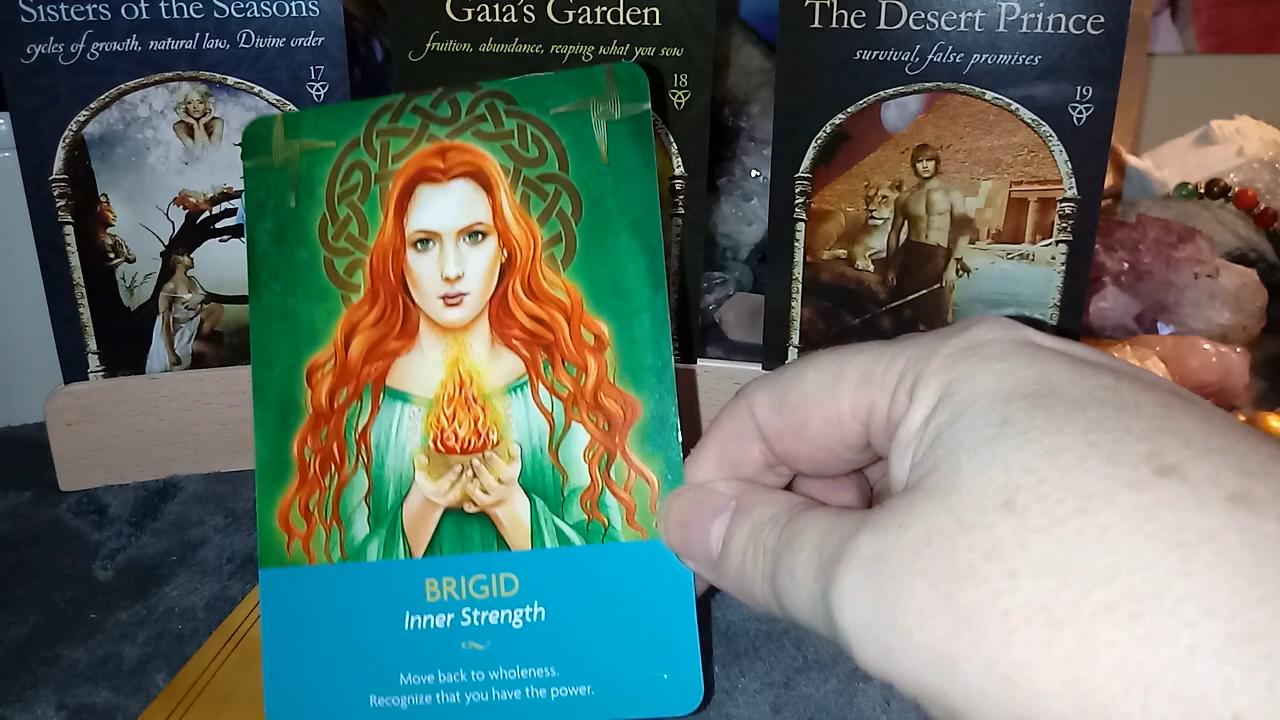 Sisters of the Seasons
cycles of growth, natural law, Divine order
17
Gaia's Garden
fruition, abundance, reaping what you sow
18
The Desert Prince
survival, false promises
19
BRIGID
Inner Strength
Move back to wholeness.
Recognize that you have the power.